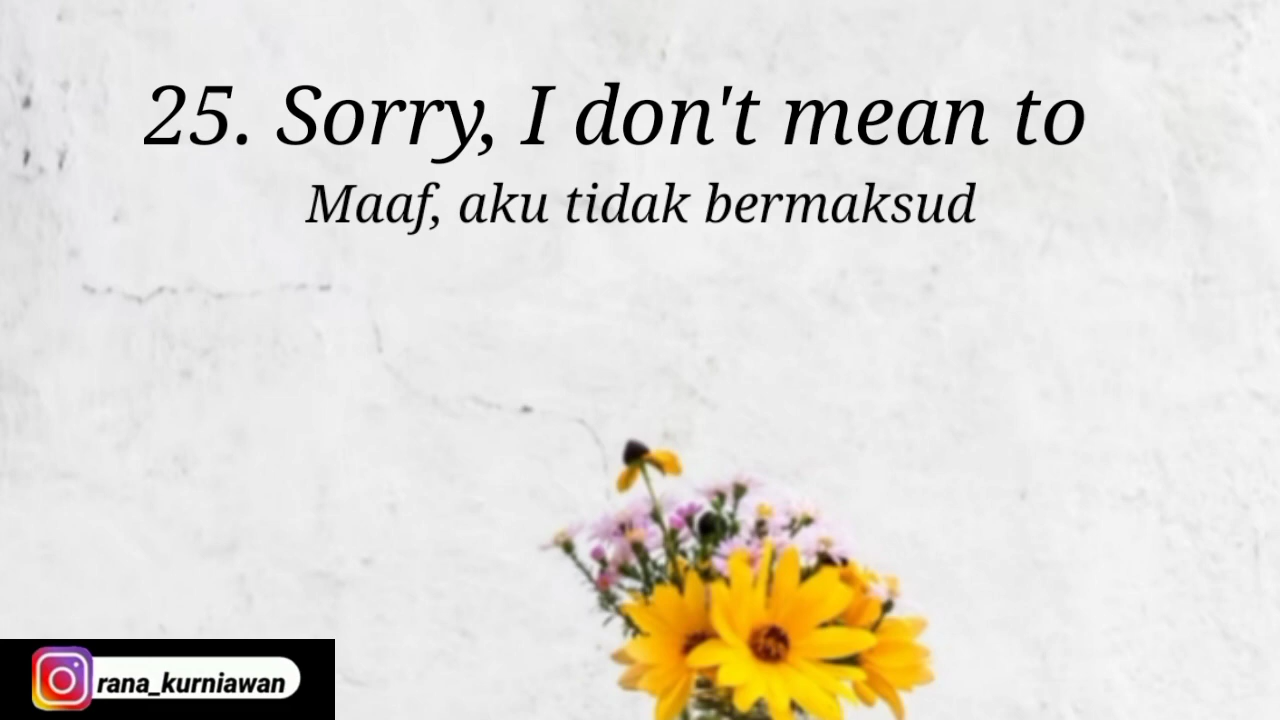 25. Sorry, I don't mean to
Maaf, aku tidak bermaksud
rana_kurniawan